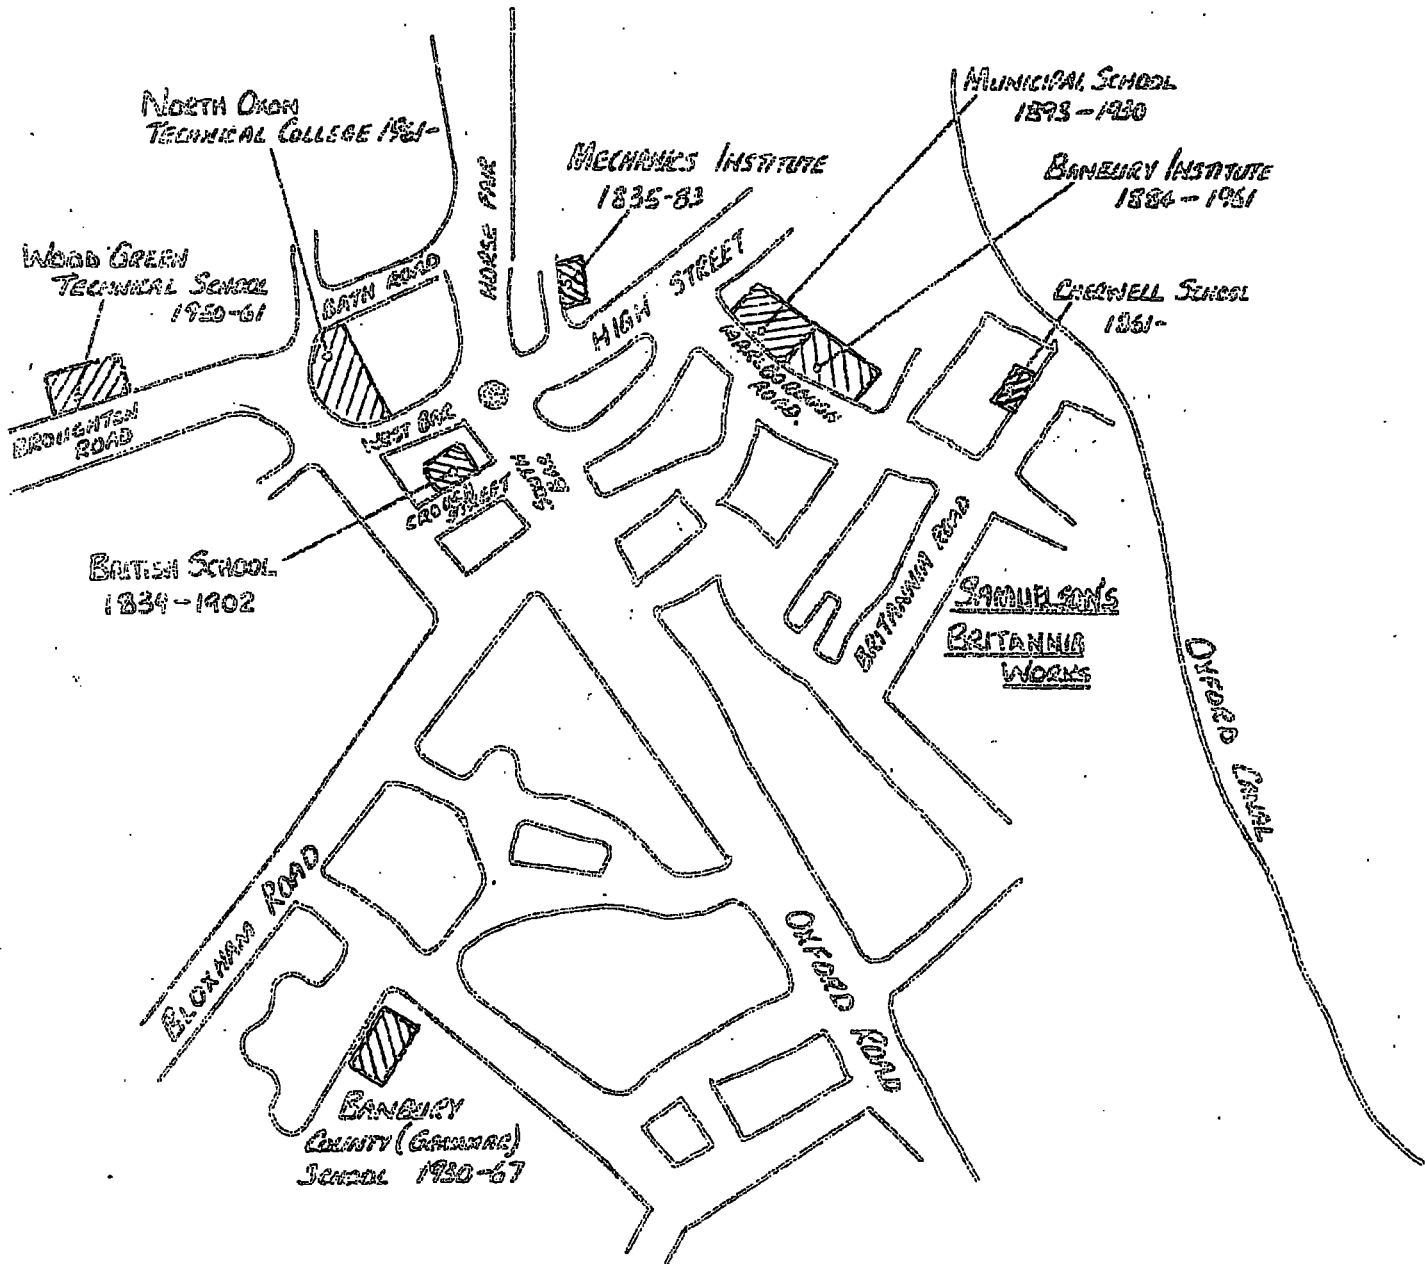 MUNICIPAL SCHOOL
1893-1930
NORTH OXON
TECHNICAL COLLEGE 1961-
MECHANICS INSTITUTE
1835-83
BANBURY INSTITUTE
1884-1961
WOOD GREEN
TECHNICAL SCHOOL
1950-61
CHERWELL SCHOOL
1861-
BATH ROAD
HORSE FAIR
HIGH STREET
MARLBOROUGH
ROAD.
BROUGHTON
ROAD
WEST BAR
SOUTH
BAR
CROUCH
STREET
BRITISH SCHOOL
1839-1902
BRITANNIA ROAD
SAMUELSON'S
BRITANNIA
WORKS
OXFORD CANAL
BLOXHAM ROAD
OXFORD ROAD
BANBURY
COUNTY (GRAMMAR)
SCHOOL 1930-67